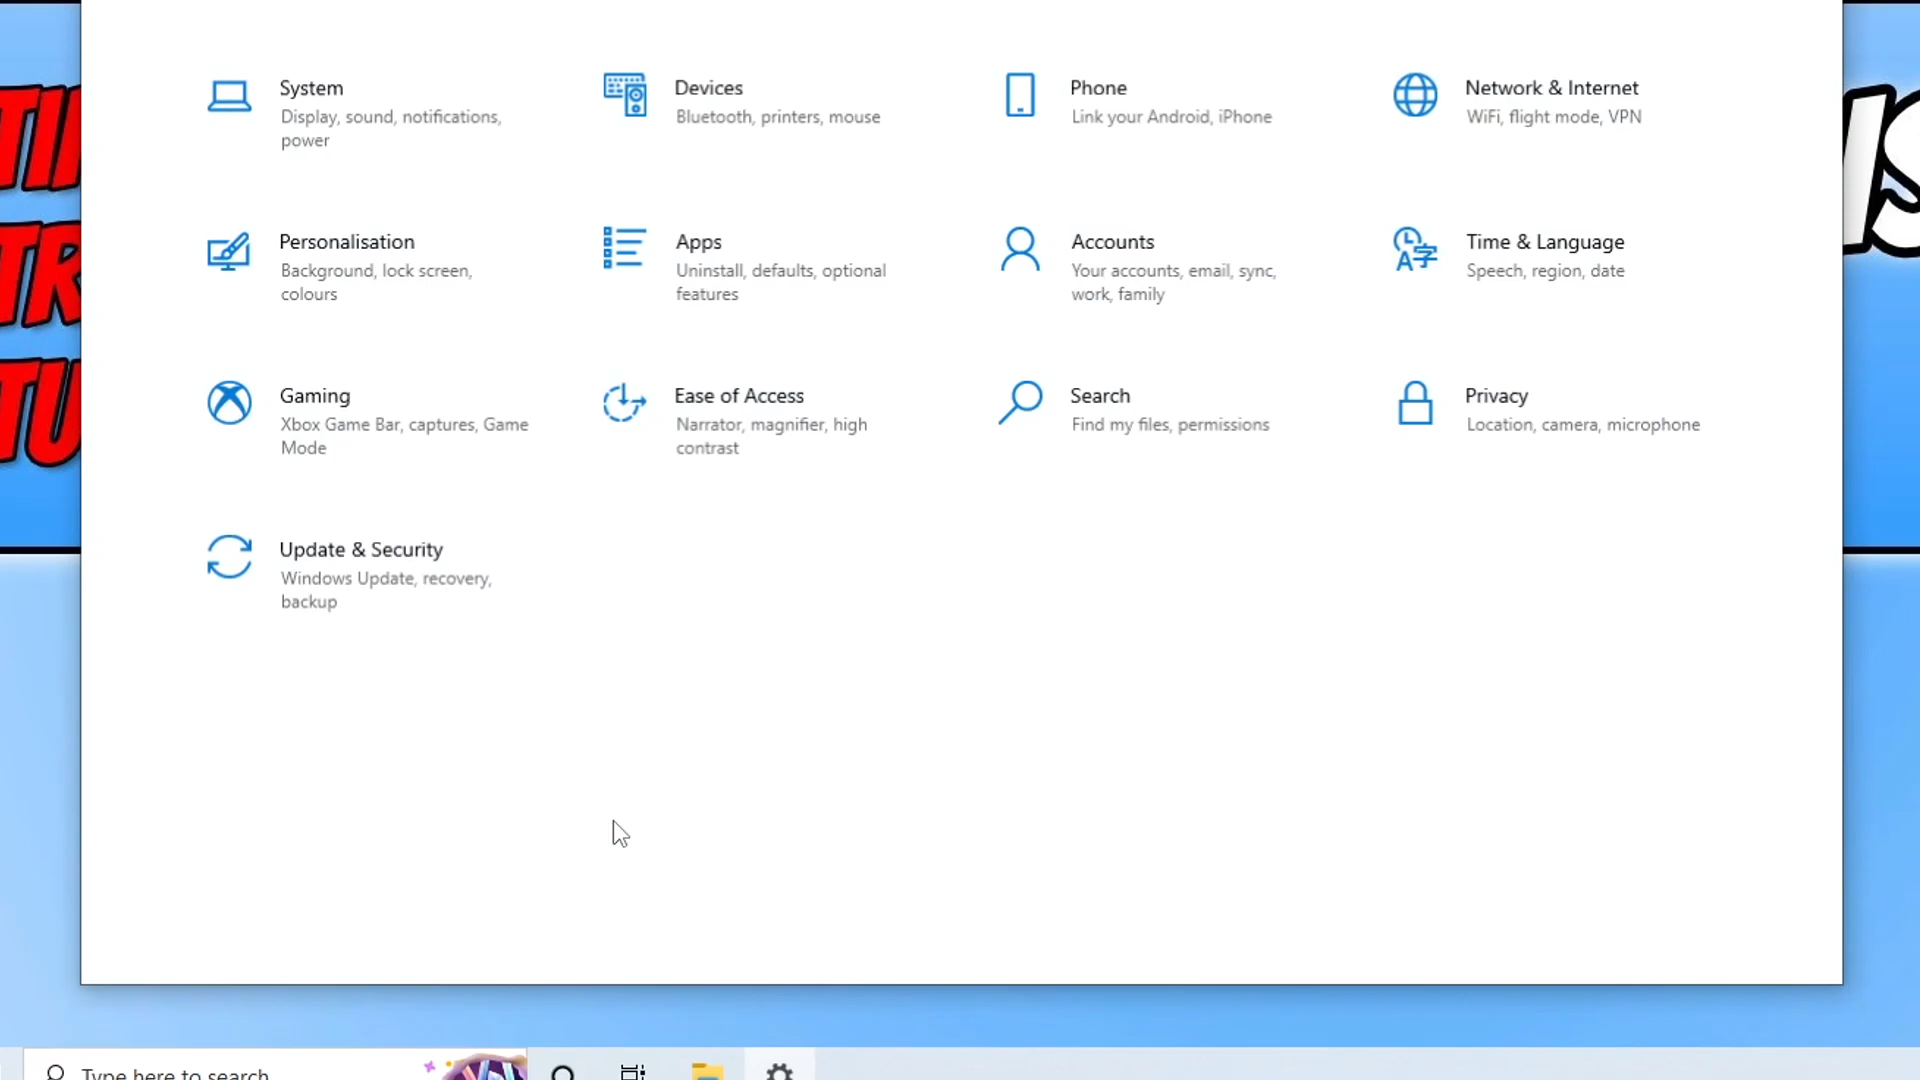 System
Display, sound, notifications,
power
Devices
Bluetooth, printers, mouse
Phone
Link your Android, iPhone
Network & Internet
WiFi, flight mode, VPN
Personalisation
Background, lock screen,
colours
Apps
Uninstall, defaults, optional
features
Accounts
Your accounts, email, sync,
work, family
Time & Language
Speech, region, date
Gaming
Xbox Game Bar, captures, Game
Mode
Ease of Access
Narrator, magnifier, high
contrast
Search
Find my files, permissions
Privacy
Location, camera, microphone
Update & Security
Windows Update, recovery,
backup
Type here to search